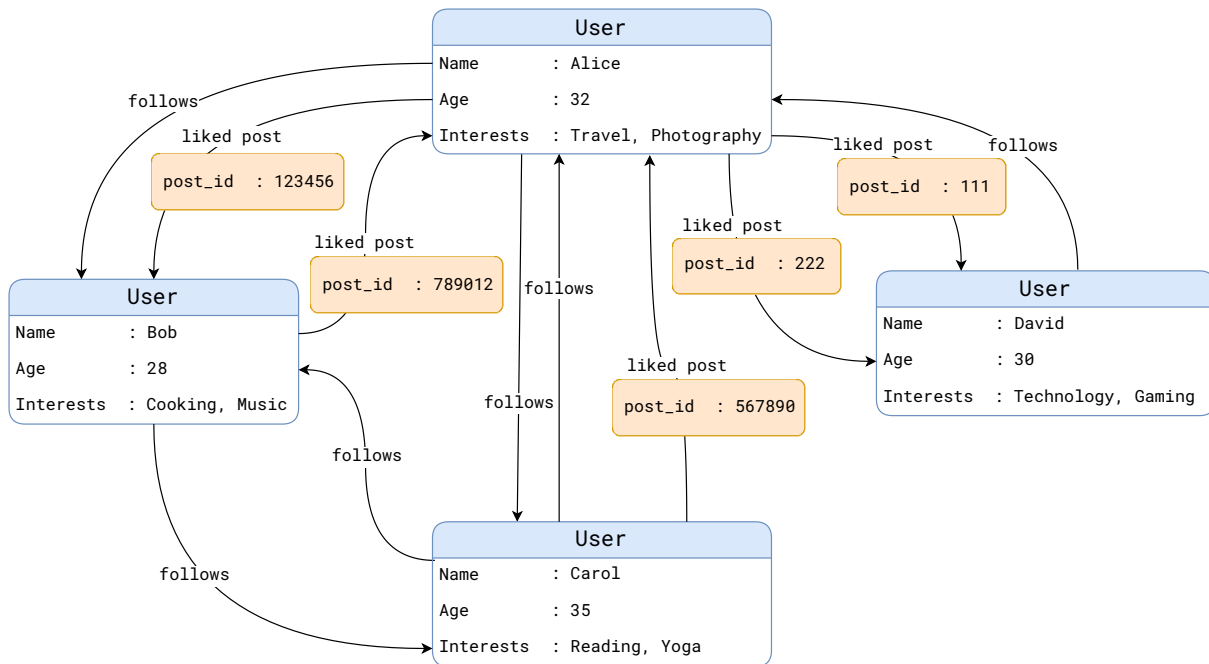 User
Name : Alice
Age : 32
Interests : Travel, Photography
follows
liked post
post_id : 123456
liked post
post_id : 789012
follows
follows
liked post
post_id : 567890
liked post
post_id : 222
liked post
post_id : 111
follows
User
Name : Bob
Age : 28
Interests : Cooking, Music
User
Name : David
Age : 30
Interests : Technology, Gaming
follows
follows
User
Name : Carol
Age : 35
Interests : Reading, Yoga